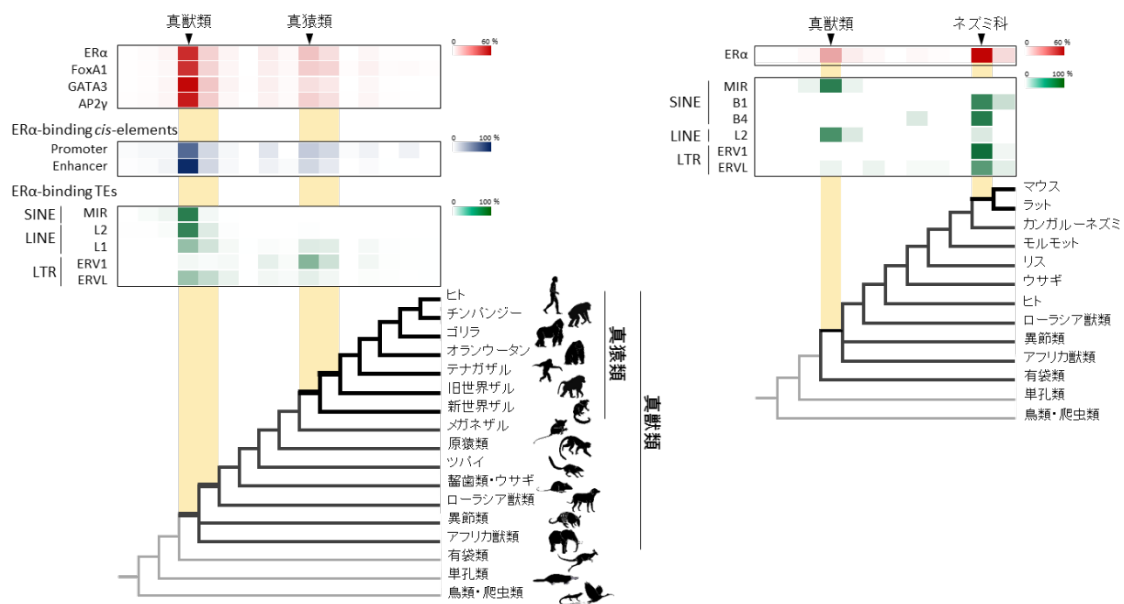 真獣類 真猿類
ERα
FoxA1
GATA3
AP2γ
0 60 %
ERα-binding cis-elements
Promoter
Enhancer
0 100 %
ERα-binding TEs
SINE MIR
LINE L2
L1
LTR ERV1
ERVL
0 100 %
ヒト
チンパンジー
ゴリラ
オランウータン
テナガザル
旧世界ザル
新世界ザル
メガネザル
原猿類
ツパイ
齧歯類・ウサギ
ローラシア獣類
異節類
アフリカ獣類
有袋類
単孔類
鳥類・爬虫類
真猿類
真獣類
真獣類 ネズミ科
ERα
0 60 %
0 100 %
SINE MIR
B1
B4
LINE L2
LTR ERV1
ERVL
マウス
ラット
カンガルーネズミ
モルモット
リス
ウサギ
ヒト
ローラシア獣類
異節類
アフリカ獣類
有袋類
単孔類
鳥類・爬虫類